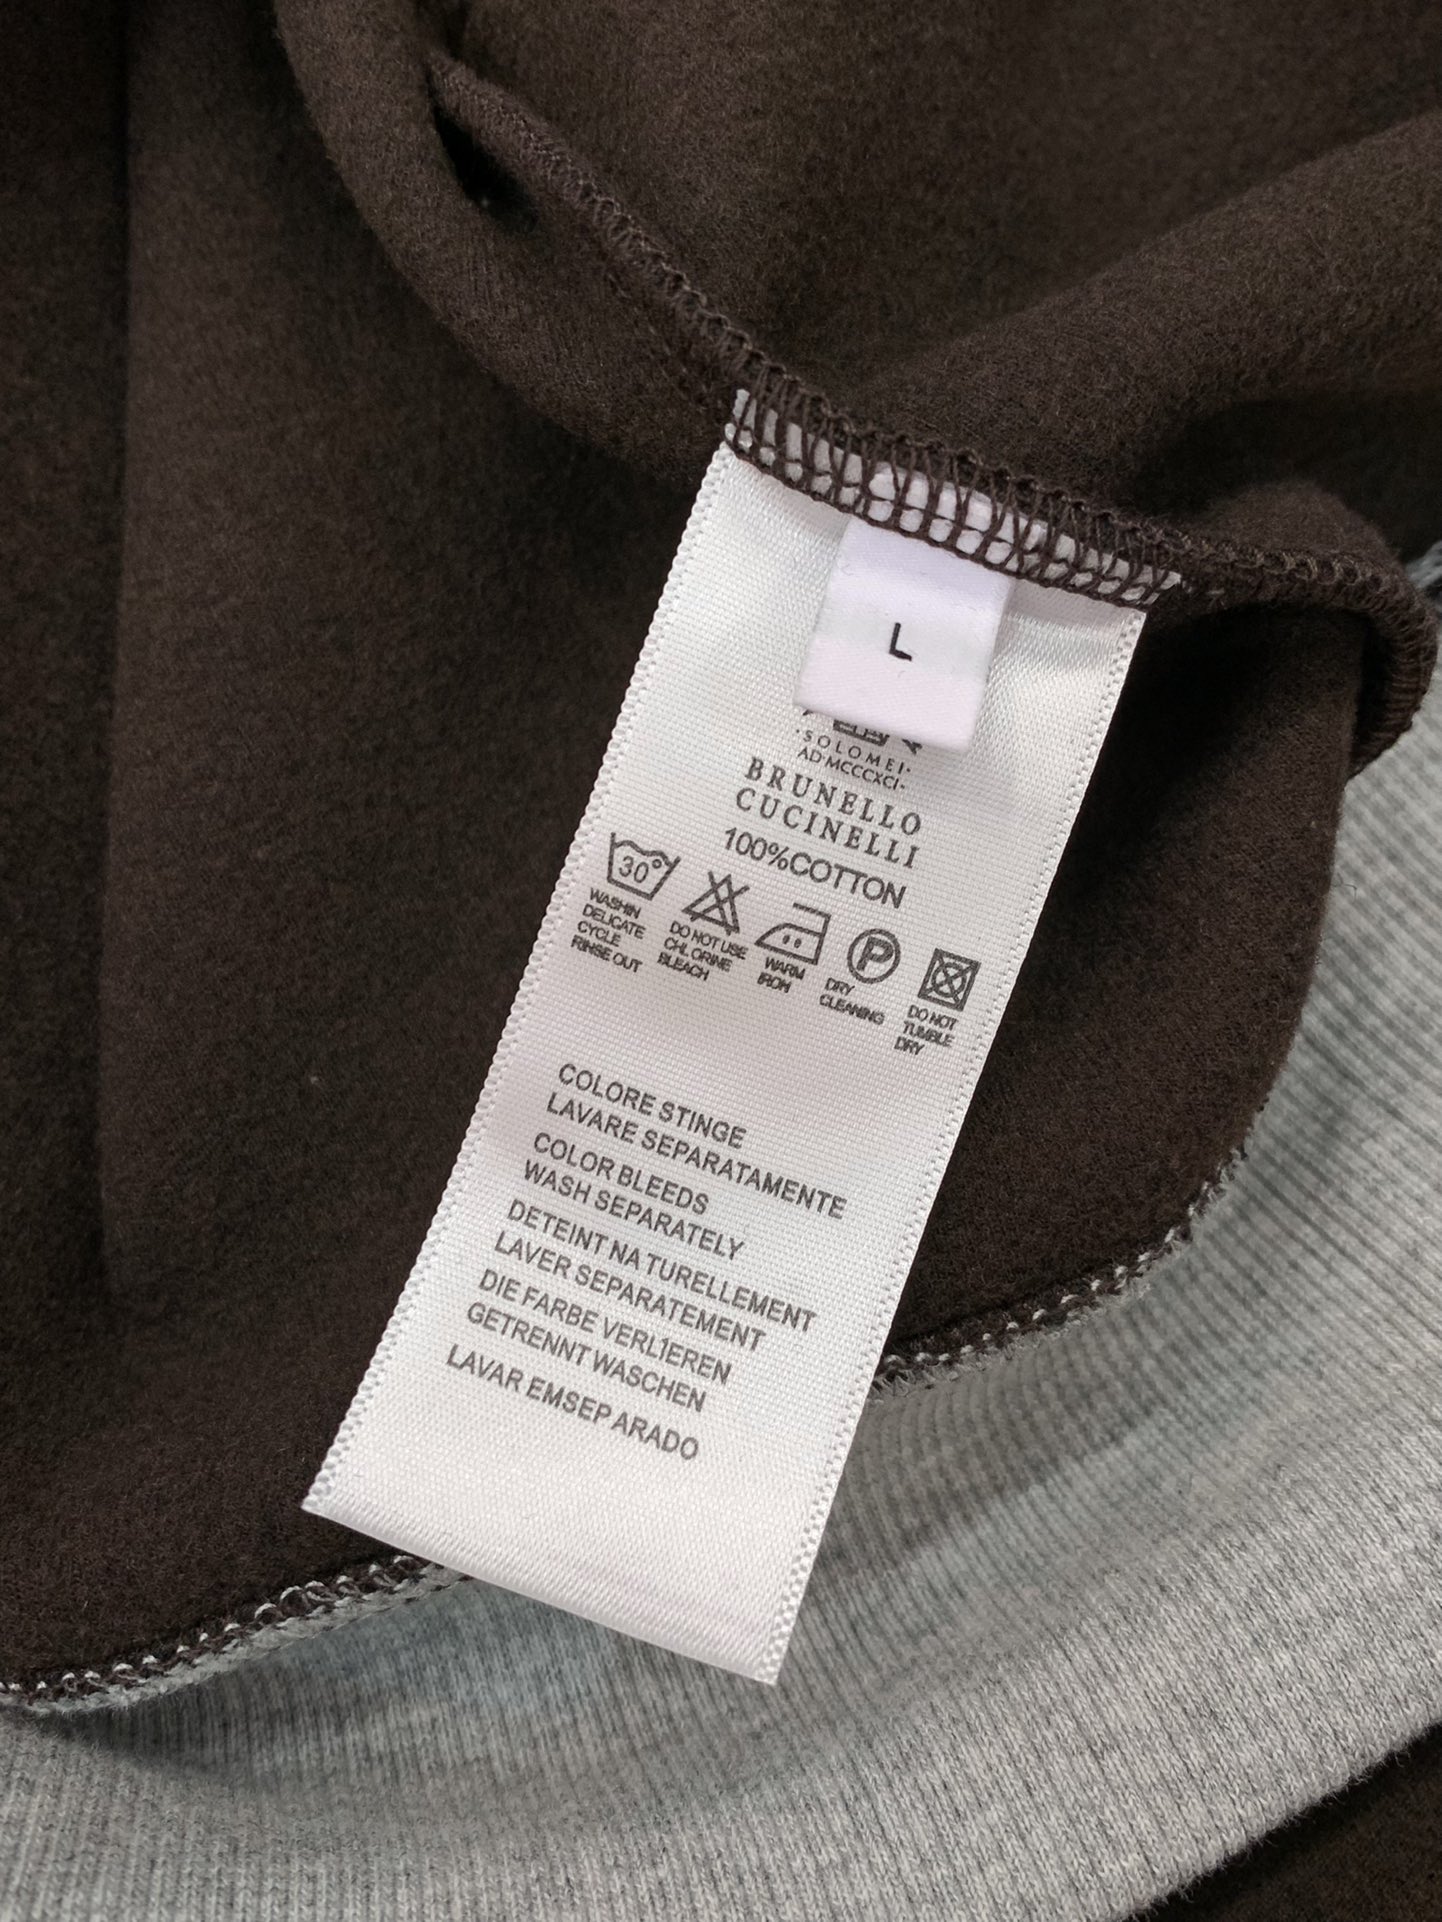 L
·SOLOMEI·
AD·MCCCXCI·
BRUNELLO
CUCINELLI
100%COTTON
30°
WASHIN
DELICATE
CYCLE
RINSE OUT
DO NOT USE
CHLORINE
BLEACH
WARM
IRON
P
DRY
CLEANING
DO NOT
TUMBLE
DRY
COLORE STINGE
LAVARE SEPARATAMENTE
COLOR BLEEDS
WASH SEPARATELY
DETEINT NATURELLEMENT
LAVER SEPARATEMENT
DIE FARBE VERL1EREN
GETRENNT WASCHEN
LAVAR EMSEP ARADO